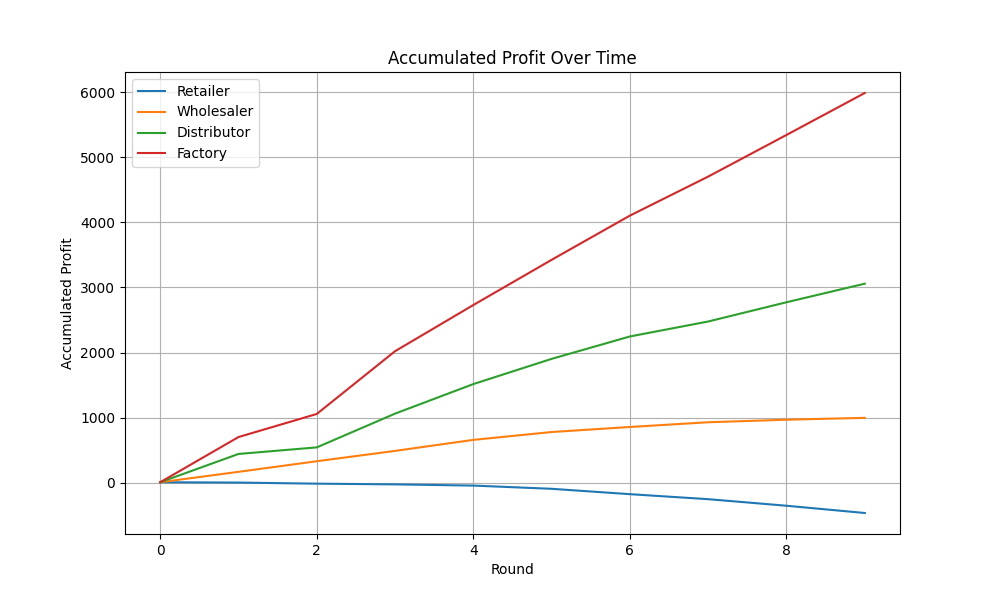 Accumulated Profit Over Time
Retailer
Wholesaler
Distributor
Factory
6000
5000
4000
3000
2000
1000
0
Accumulated Profit
0 2 4 6 8
Round